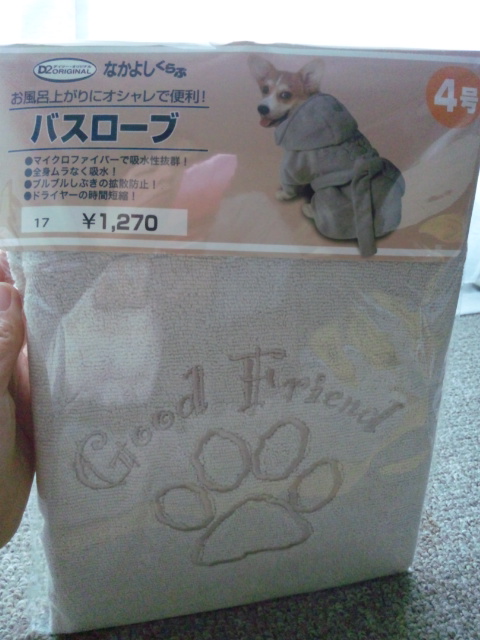 D2 ORIGINAL
なかよしくらぶ
4号
お風呂上がりにオシャレで便利!
バスローブ
●マイクロファイバーで吸水性抜群!
●全身ムラなく吸水!
●ブルブルしぶきの拡散防止!
●ドライヤーの時間短縮!
17 ¥1,270
Good Friend